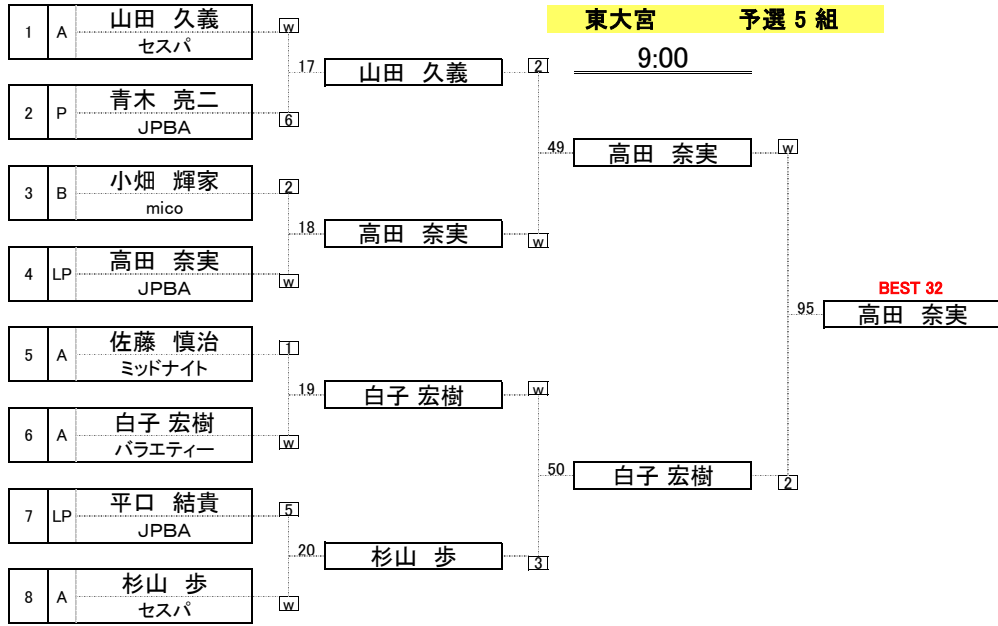 東大宮 予選 5 組
9:00
1 A 山田 久義
セスパ
W
17 山田 久義 2
2 P 青木 亮二
JPBA
6
49 高田 奈実 W
3 B 小畑 輝家
mico
2
18 高田 奈実 W
4 LP 高田 奈実
JPBA
W
BEST 32
95 高田 奈実
5 A 佐藤 慎治
ミッドナイト
1
19 白子 宏樹 W
6 A 白子 宏樹
バラエティー
W
50 白子 宏樹 2
7 LP 平口 結貴
JPBA
5
20 杉山 歩 3
8 A 杉山 歩
セスパ
W